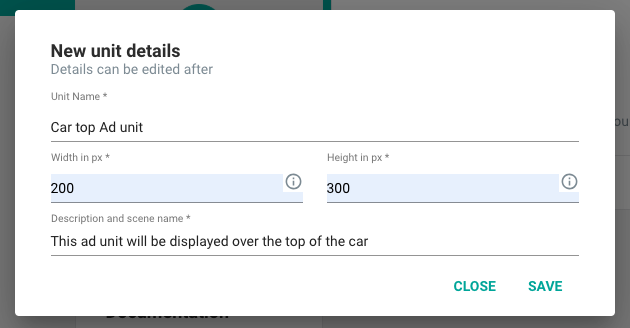 New unit details
Details can be edited after
Unit Name *
Car top Ad unit
Width in px *
Height in px *
200
300
Description and scene name *
This ad unit will be displayed over the top of the car
CLOSE
SAVE